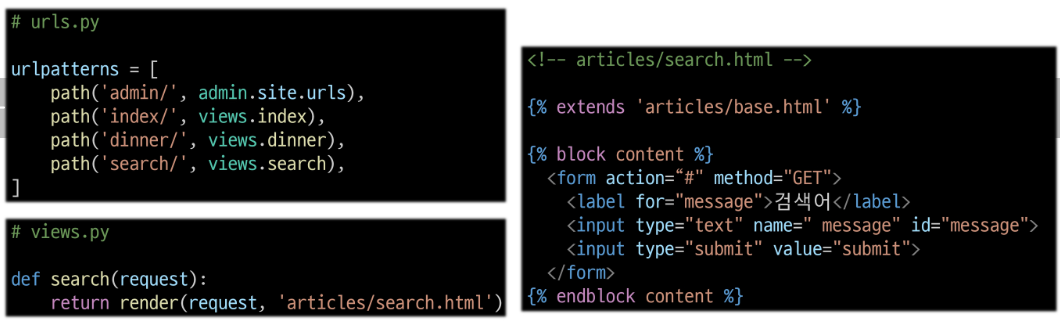 # urls.py
urlpatterns = [
    path('admin/', admin.site.urls),
    path('index/', views.index),
    path('dinner/', views.dinner),
    path('search/', views.search),
]
# views.py
def search(request):
    return render(request, 'articles/search.html')
<!-- articles/search.html -->
{% extends 'articles/base.html' %}
{% block content %}
  <form action=“#" method="GET">
    <label for="message">검색어</label>
    <input type="text" name=" message" id="message">
    <input type="submit" value="submit">
  </form>
{% endblock content %}